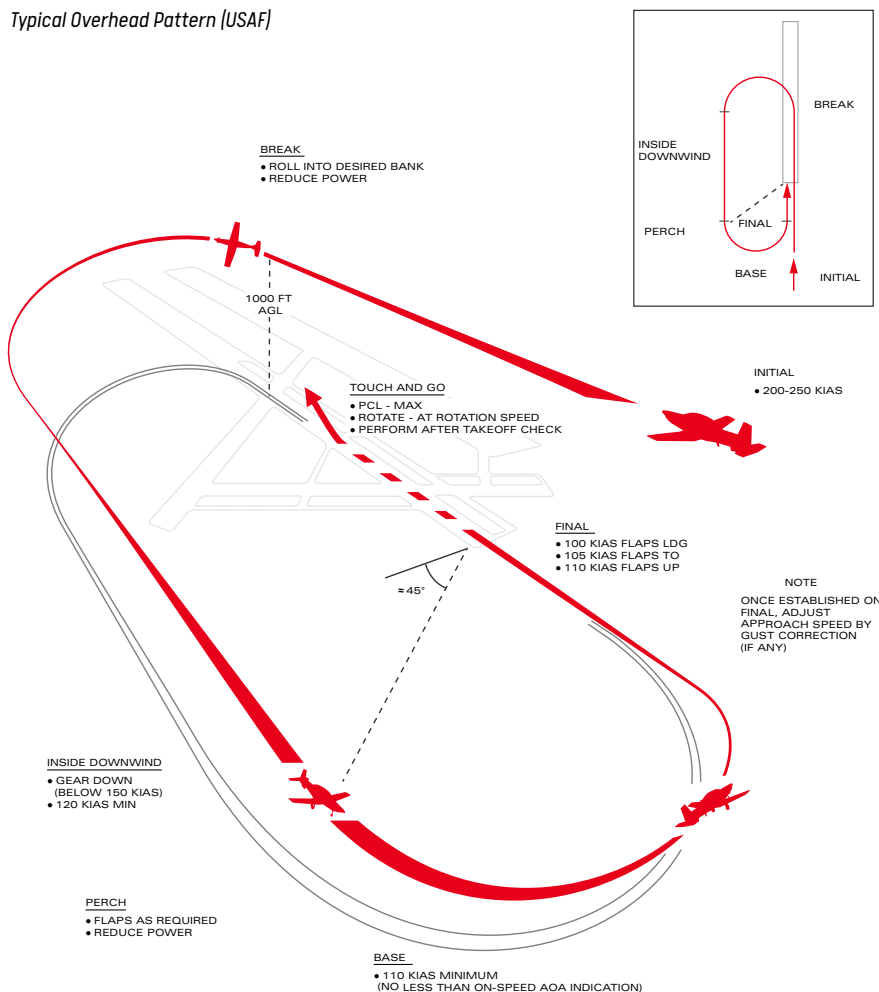 Typical Overhead Pattern (USAF)
BREAK
INSIDE
DOWNWIND
PERCH
FINAL
BASE
INITIAL
BREAK
• ROLL INTO DESIRED BANK
• REDUCE POWER
1000 FT
AGL
INITIAL
• 200-250 KIAS
TOUCH AND GO
• PCL - MAX
• ROTATE - AT ROTATION SPEED
• PERFORM AFTER TAKEOFF CHECK
FINAL
• 100 KIAS FLAPS LDG
• 105 KIAS FLAPS TO
• 110 KIAS FLAPS UP
≈45°
NOTE
ONCE ESTABLISHED ON
FINAL, ADJUST
APPROACH SPEED BY
GUST CORRECTION
(IF ANY)
INSIDE DOWNWIND
• GEAR DOWN
(BELOW 150 KIAS)
• 120 KIAS MIN
PERCH
• FLAPS AS REQUIRED
• REDUCE POWER
BASE
• 110 KIAS MINIMUM
(NO LESS THAN ON-SPEED AOA INDICATION)